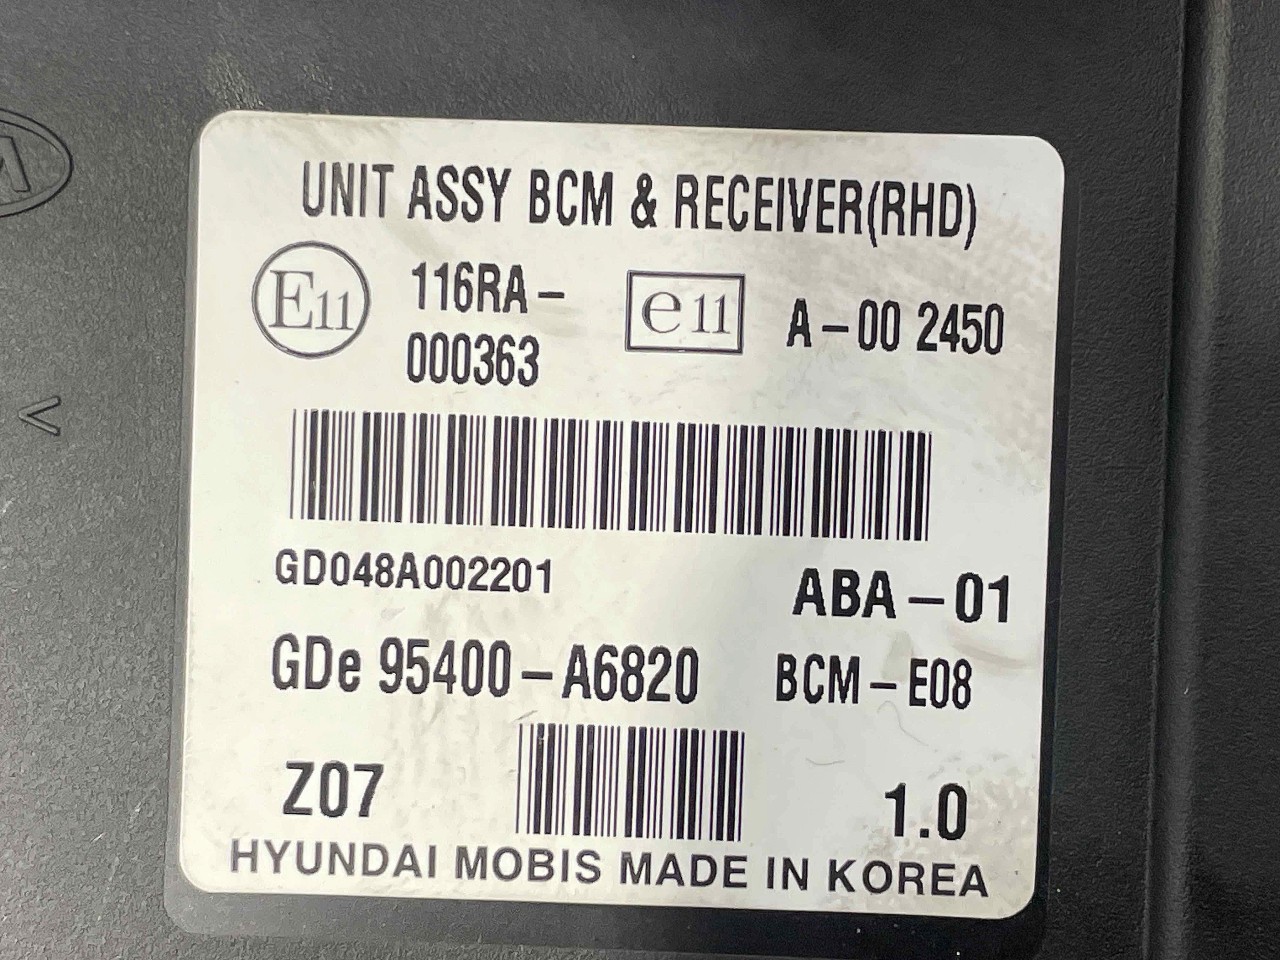 UNIT ASSY BCM & RECEIVER(RHD)
E11 116RA-000363 e11 A-00 2450
GD048A002201 ABA-01
GDe 95400-A6820 BCM-E08
Z07 1.0
HYUNDAI MOBIS MADE IN KOREA